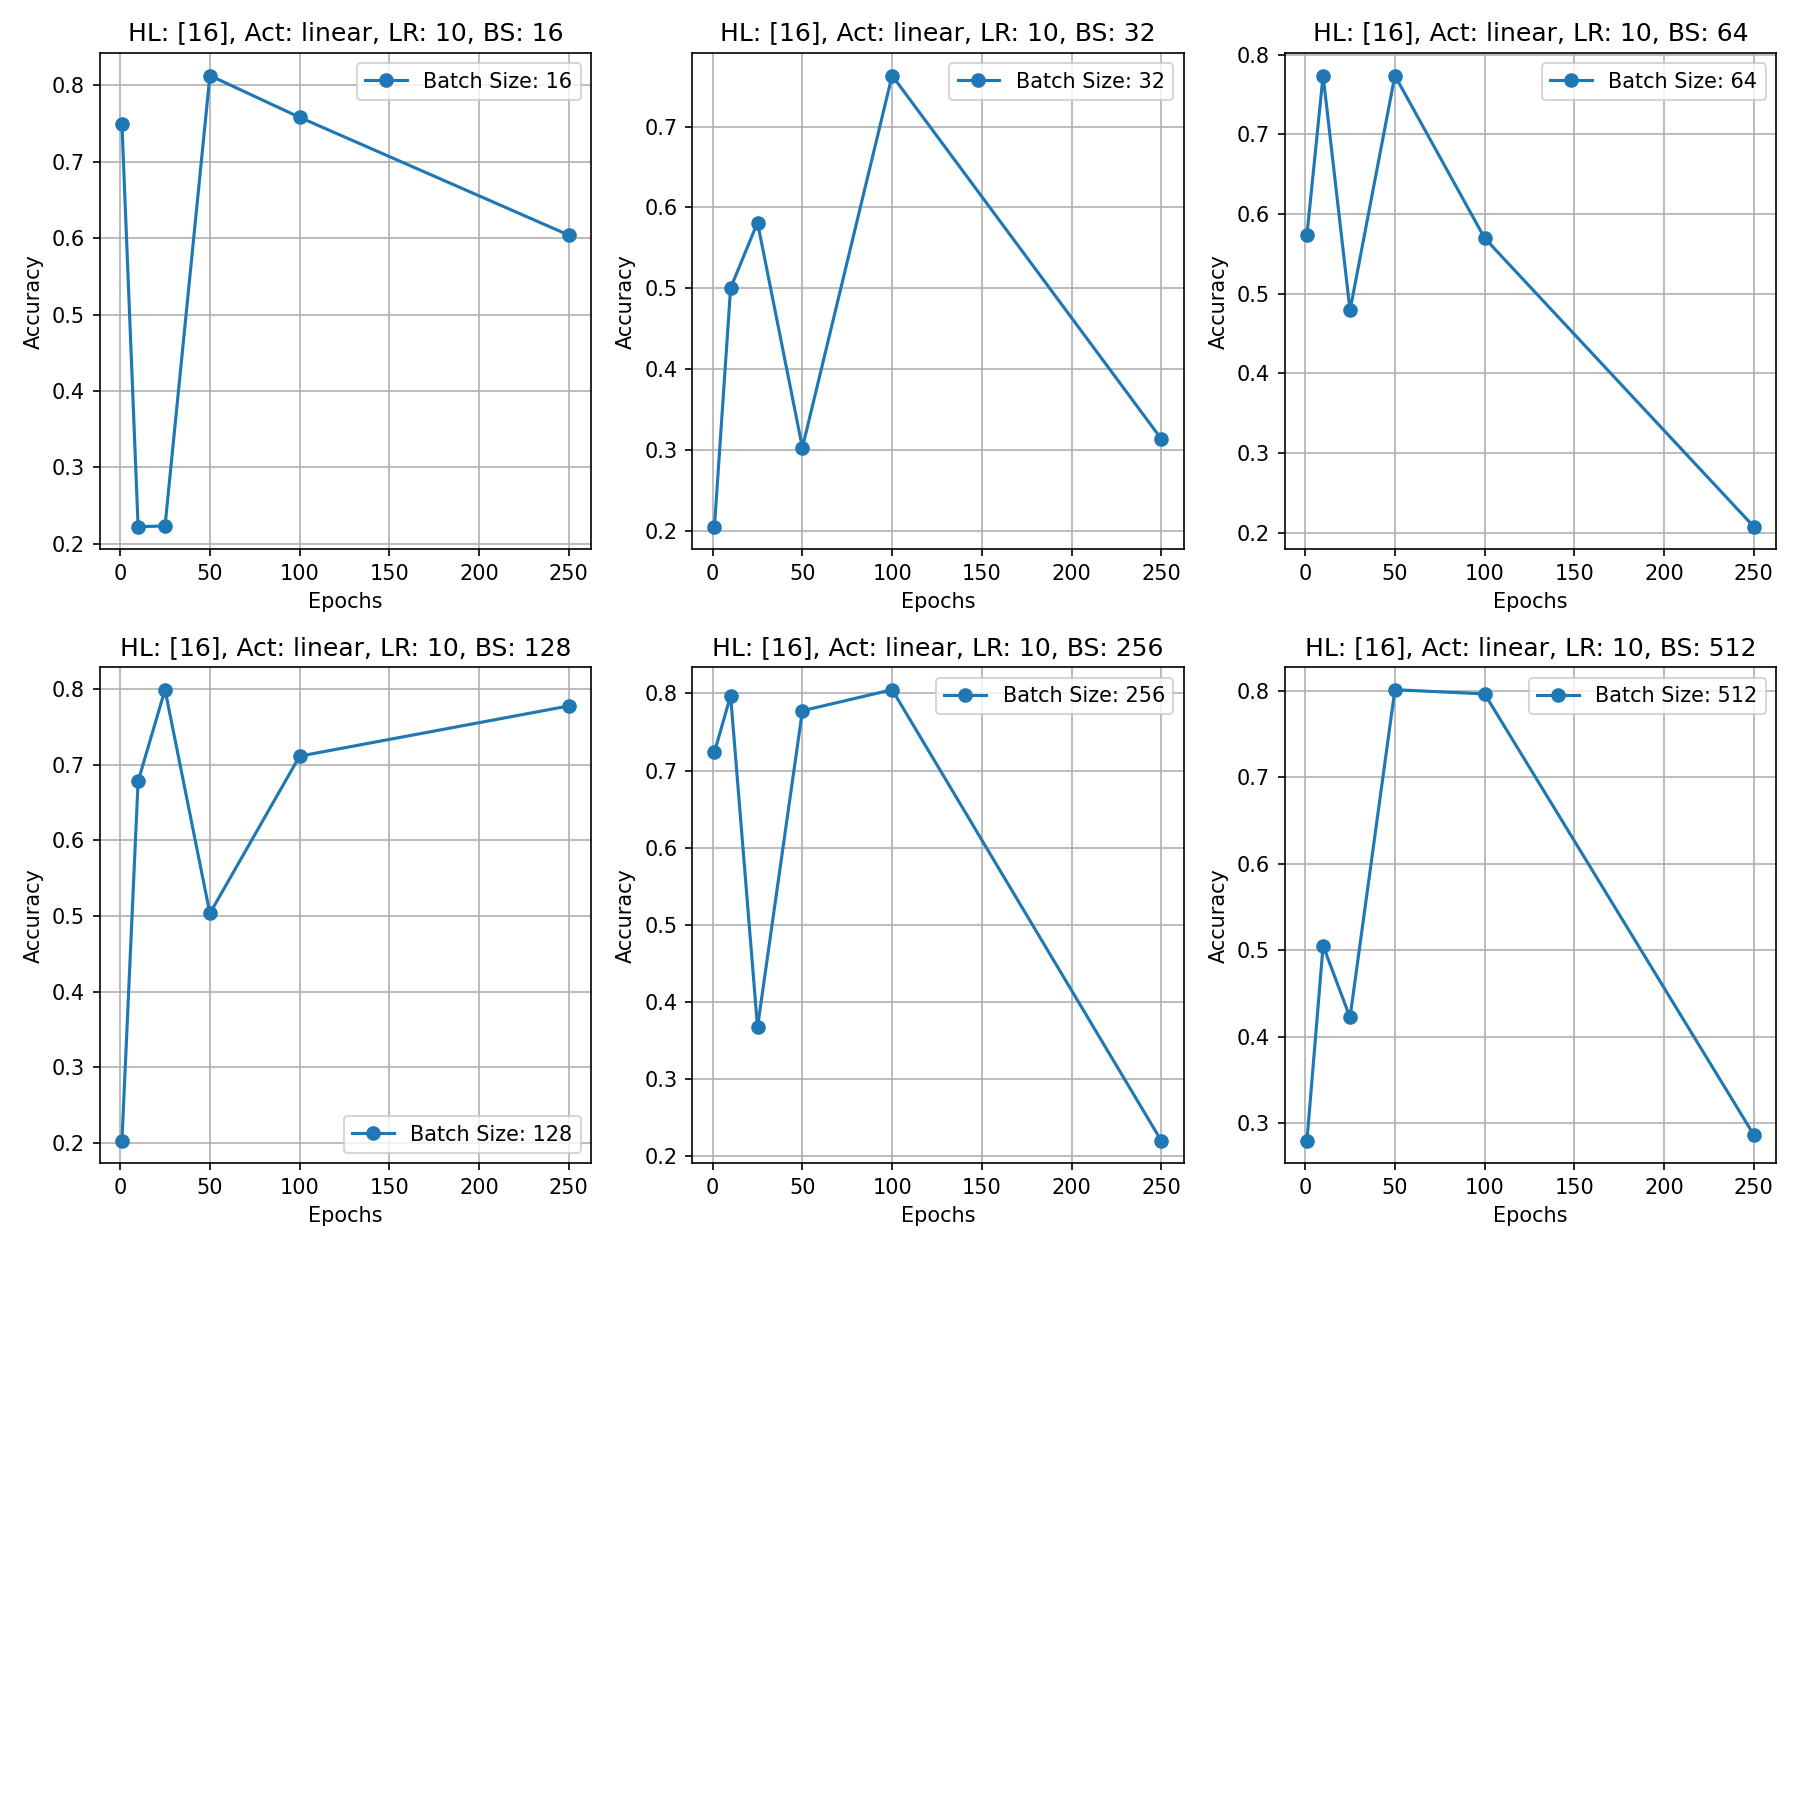 HL: [16], Act: linear, LR: 10, BS: 16
Batch Size: 16
0.8
0.7
0.6
0.5
0.4
0.3
0.2
Accuracy
0 50 100 150 200 250
Epochs
HL: [16], Act: linear, LR: 10, BS: 32
Batch Size: 32
0.7
0.6
0.5
0.4
0.3
0.2
Accuracy
0 50 100 150 200 250
Epochs
HL: [16], Act: linear, LR: 10, BS: 64
Batch Size: 64
0.8
0.7
0.6
0.5
0.4
0.3
0.2
Accuracy
0 50 100 150 200 250
Epochs
HL: [16], Act: linear, LR: 10, BS: 128
0.8
0.7
0.6
0.5
0.4
0.3
0.2
Accuracy
Batch Size: 128
0 50 100 150 200 250
Epochs
HL: [16], Act: linear, LR: 10, BS: 256
Batch Size: 256
0.8
0.7
0.6
0.5
0.4
0.3
0.2
Accuracy
0 50 100 150 200 250
Epochs
HL: [16], Act: linear, LR: 10, BS: 512
Batch Size: 512
0.8
0.7
0.6
0.5
0.4
0.3
Accuracy
0 50 100 150 200 250
Epochs